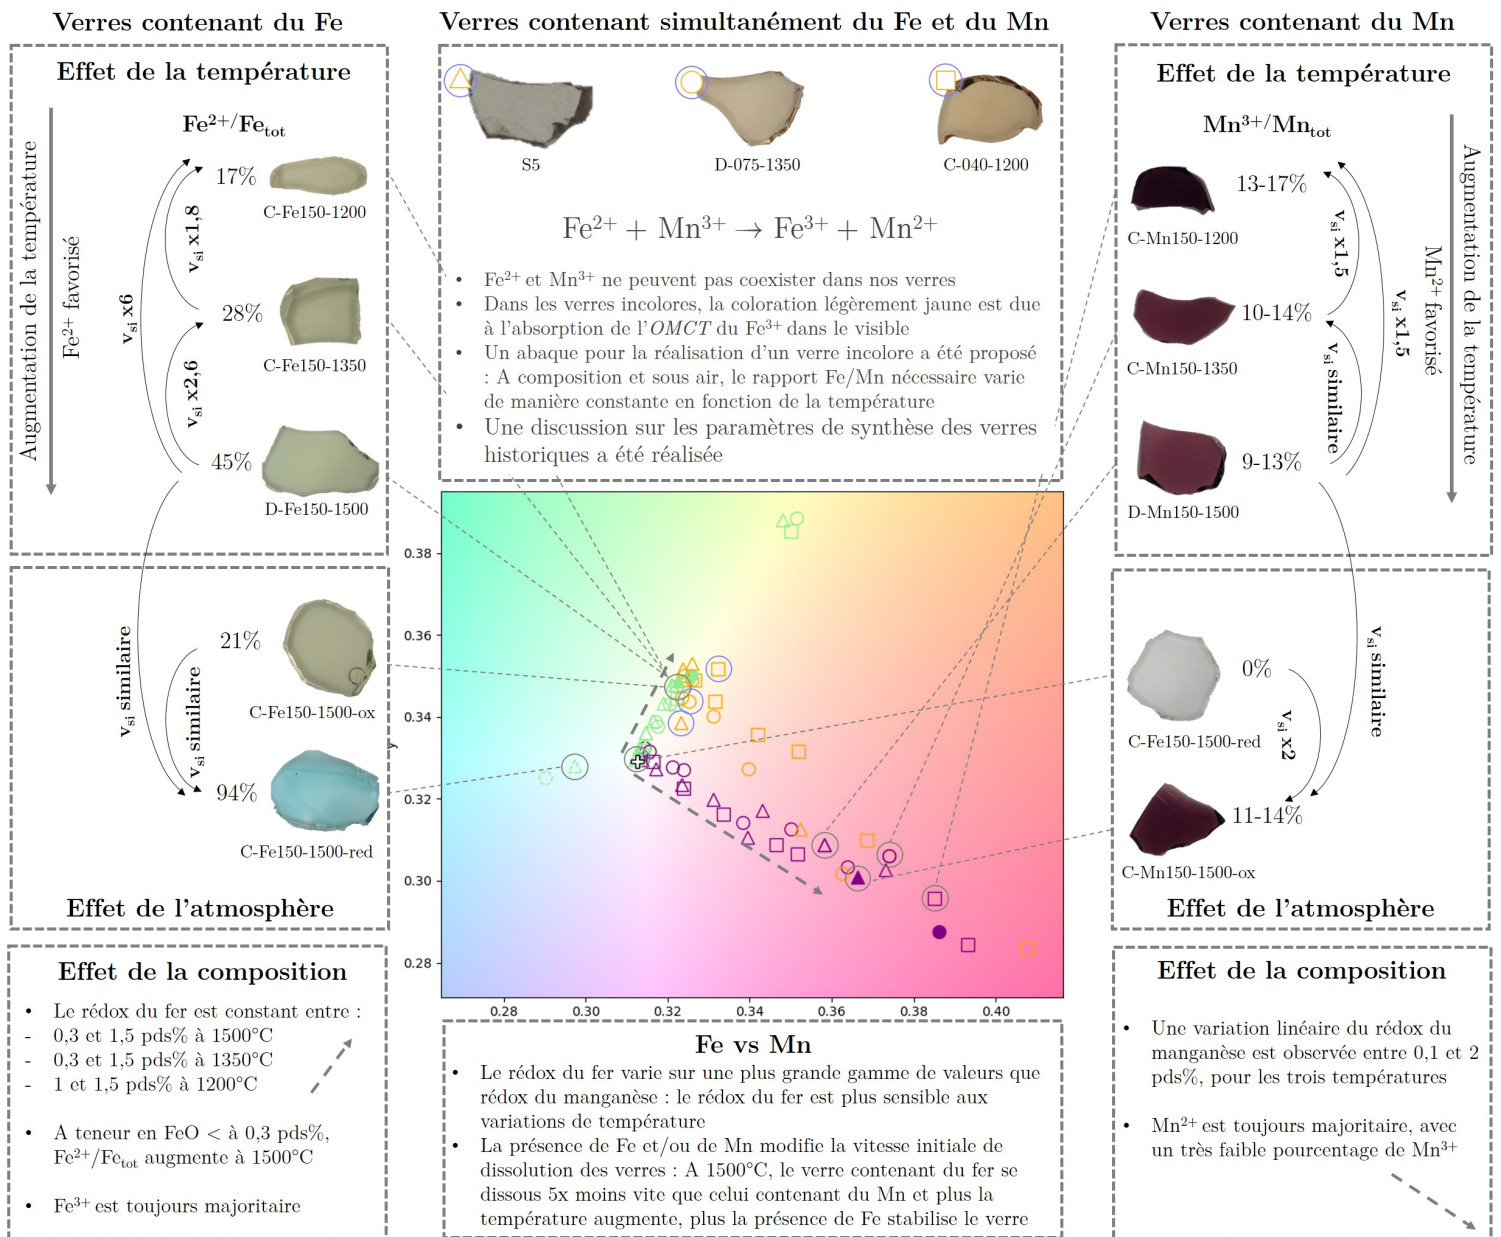 Verres contenant du Fe
Effet de la température
Fe²⁺/Fe_tot
Augmentation de la température
Fe²⁺ favorisé
17%
C-Fe150-1200
v_si x1,8
v_si x6
28%
C-Fe150-1350
v_si x2,6
45%
D-Fe150-1500
21%
C-Fe150-1500-ox
v_si similaire
v_si similaire
94%
C-Fe150-1500-red
Effet de l'atmosphère
Effet de la composition
• Le rédox du fer est constant entre :
- 0,3 et 1,5 pds% à 1500°C
- 0,3 et 1,5 pds% à 1350°C
- 1 et 1,5 pds% à 1200°C
• A teneur en FeO < à 0,3 pds%,
Fe²⁺/Fe_tot augmente à 1500°C
• Fe³⁺ est toujours majoritaire
Verres contenant simultanément du Fe et du Mn
S5
D-075-1350
C-040-1200
Fe²⁺ + Mn³⁺ → Fe³⁺ + Mn²⁺
• Fe²⁺ et Mn³⁺ ne peuvent pas coexister dans nos verres
• Dans les verres incolores, la coloration légèrement jaune est due
à l'absorption de l'OMCT du Fe³⁺ dans le visible
• Un abaque pour la réalisation d'un verre incolore a été proposé
: A composition et sous air, le rapport Fe/Mn nécessaire varie
de manière constante en fonction de la température
• Une discussion sur les paramètres de synthèse des verres
historiques a été réalisée
y
0.38
0.36
0.34
0.32
0.30
0.28
0.28 0.30 0.32 0.34 0.36 0.38 0.40
Fe vs Mn
• Le rédox du fer varie sur une plus grande gamme de valeurs que
rédox du manganèse : le rédox du fer est plus sensible aux
variations de température
• La présence de Fe et/ou de Mn modifie la vitesse initiale de
dissolution des verres : A 1500°C, le verre contenant du fer se
dissous 5x moins vite que celui contenant du Mn et plus la
température augmente, plus la présence de Fe stabilise le verre
Verres contenant du Mn
Effet de la température
Mn³⁺/Mn_tot
Augmentation de la température
Mn²⁺ favorisé
13-17%
C-Mn150-1200
v_si x1,5
10-14%
C-Mn150-1350
v_si x1,5
v_si similaire
9-13%
D-Mn150-1500
0%
C-Fe150-1500-red
v_si similaire
v_si x2
11-14%
C-Mn150-1500-ox
Effet de l'atmosphère
Effet de la composition
• Une variation linéaire du rédox du
manganèse est observée entre 0,1 et 2
pds%, pour les trois températures
• Mn²⁺ est toujours majoritaire, avec
un très faible pourcentage de Mn³⁺